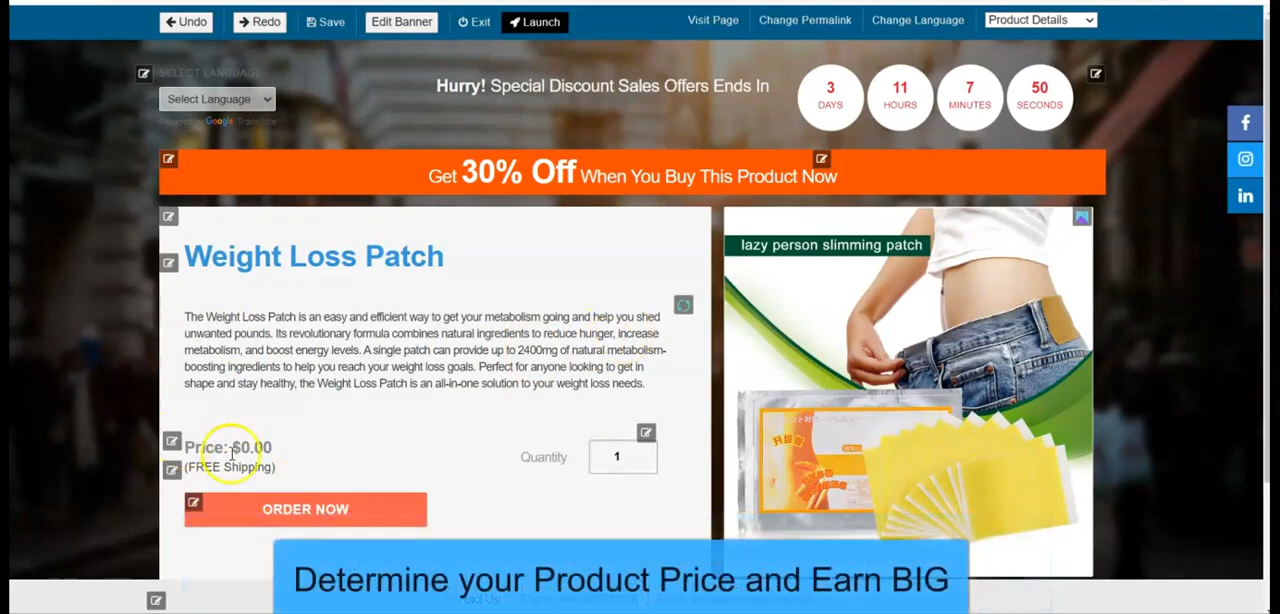 Undo
Redo
Save
Edit Banner
Exit
Launch
Visit Page
Change Permalink
Change Language
Product Details
SELECT LANGUAGE
Select Language
Powered by Google Translate
Hurry! Special Discount Sales Offers Ends In
3
DAYS
11
HOURS
7
MINUTES
50
SECONDS
Get 30% Off When You Buy This Product Now
Weight Loss Patch
The Weight Loss Patch is an easy and efficient way to get your metabolism going and help you shed
unwanted pounds. Its revolutionary formula combines natural ingredients to reduce hunger, increase
metabolism, and boost energy levels. A single patch can provide up to 2400mg of natural metabolism-
boosting ingredients to help you reach your weight loss goals. Perfect for anyone looking to get in
shape and stay healthy, the Weight Loss Patch is an all-in-one solution to your weight loss needs.
Price: $0.00
(FREE Shipping)
Quantity
1
ORDER NOW
lazy person slimming patch
Determine your Product Price and Earn BIG